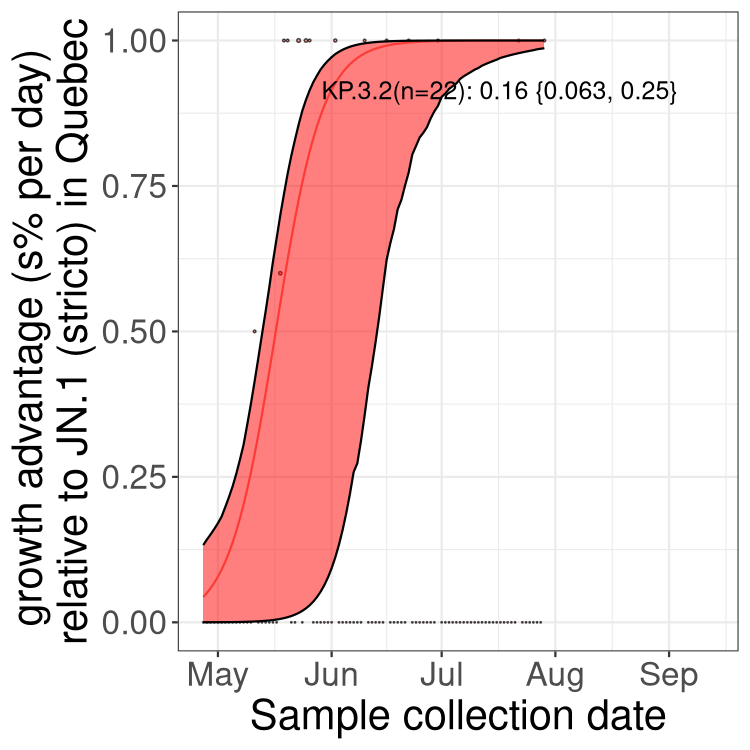 growth advantage (s% per day)
relative to JN.1 (stricto) in Quebec
1.00
0.75
0.50
0.25
0.00
KP.3.2(n=22): 0.16 {0.063, 0.25}
May Jun Jul Aug Sep
Sample collection date